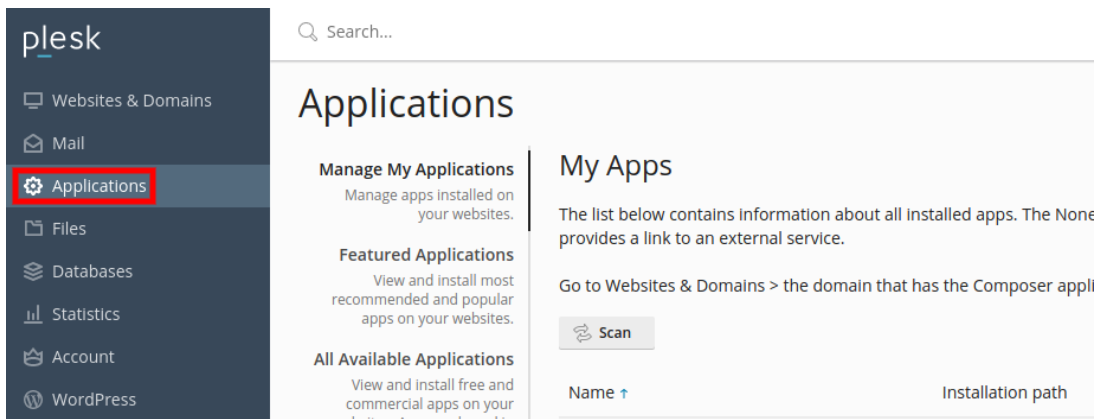 plesk
Search...
Websites & Domains
Mail
Applications
Files
Databases
Statistics
Account
WordPress
Applications
Manage My Applications
Manage apps installed on
your websites.
Featured Applications
View and install most
recommended and popular
apps on your websites.
All Available Applications
View and install free and
commercial apps on your
My Apps
The list below contains information about all installed apps. The None
provides a link to an external service.
Go to Websites & Domains > the domain that has the Composer appli
Scan
Name ↑
Installation path